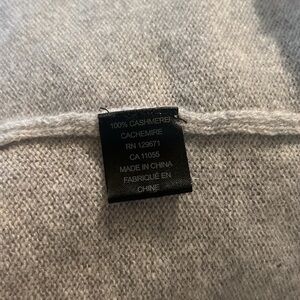 100% CASHMERE/
CACHEMIRE
RN 129671
CA 11055
MADE IN CHINA
FABRIQUÉ EN
CHINE